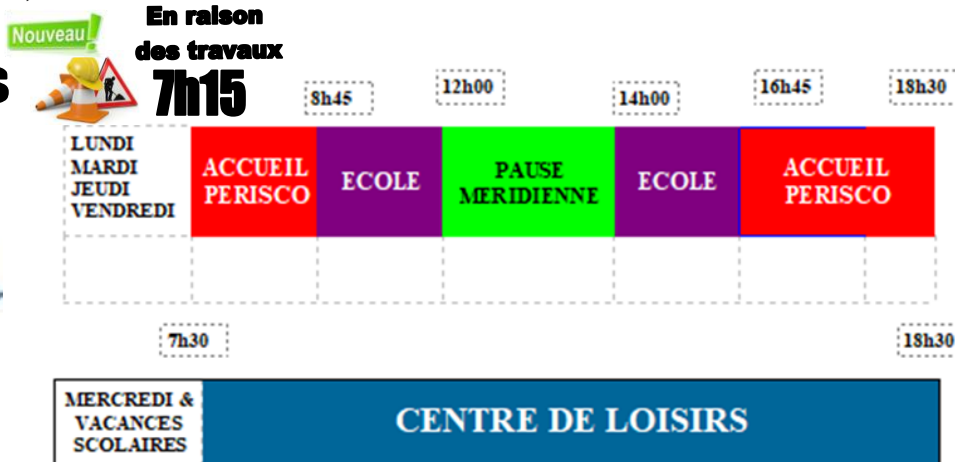 Nouveau!
En raison
des travaux
7h15
8h45
12h00
14h00
16h45
18h30
LUNDI
MARDI
JEUDI
VENDREDI
ACCUEIL
PERISCO
ECOLE
PAUSE
MERIDIENNE
ECOLE
ACCUEIL
PERISCO
7h30
18h30
MERCREDI &
VACANCES
SCOLAIRES
CENTRE DE LOISIRS